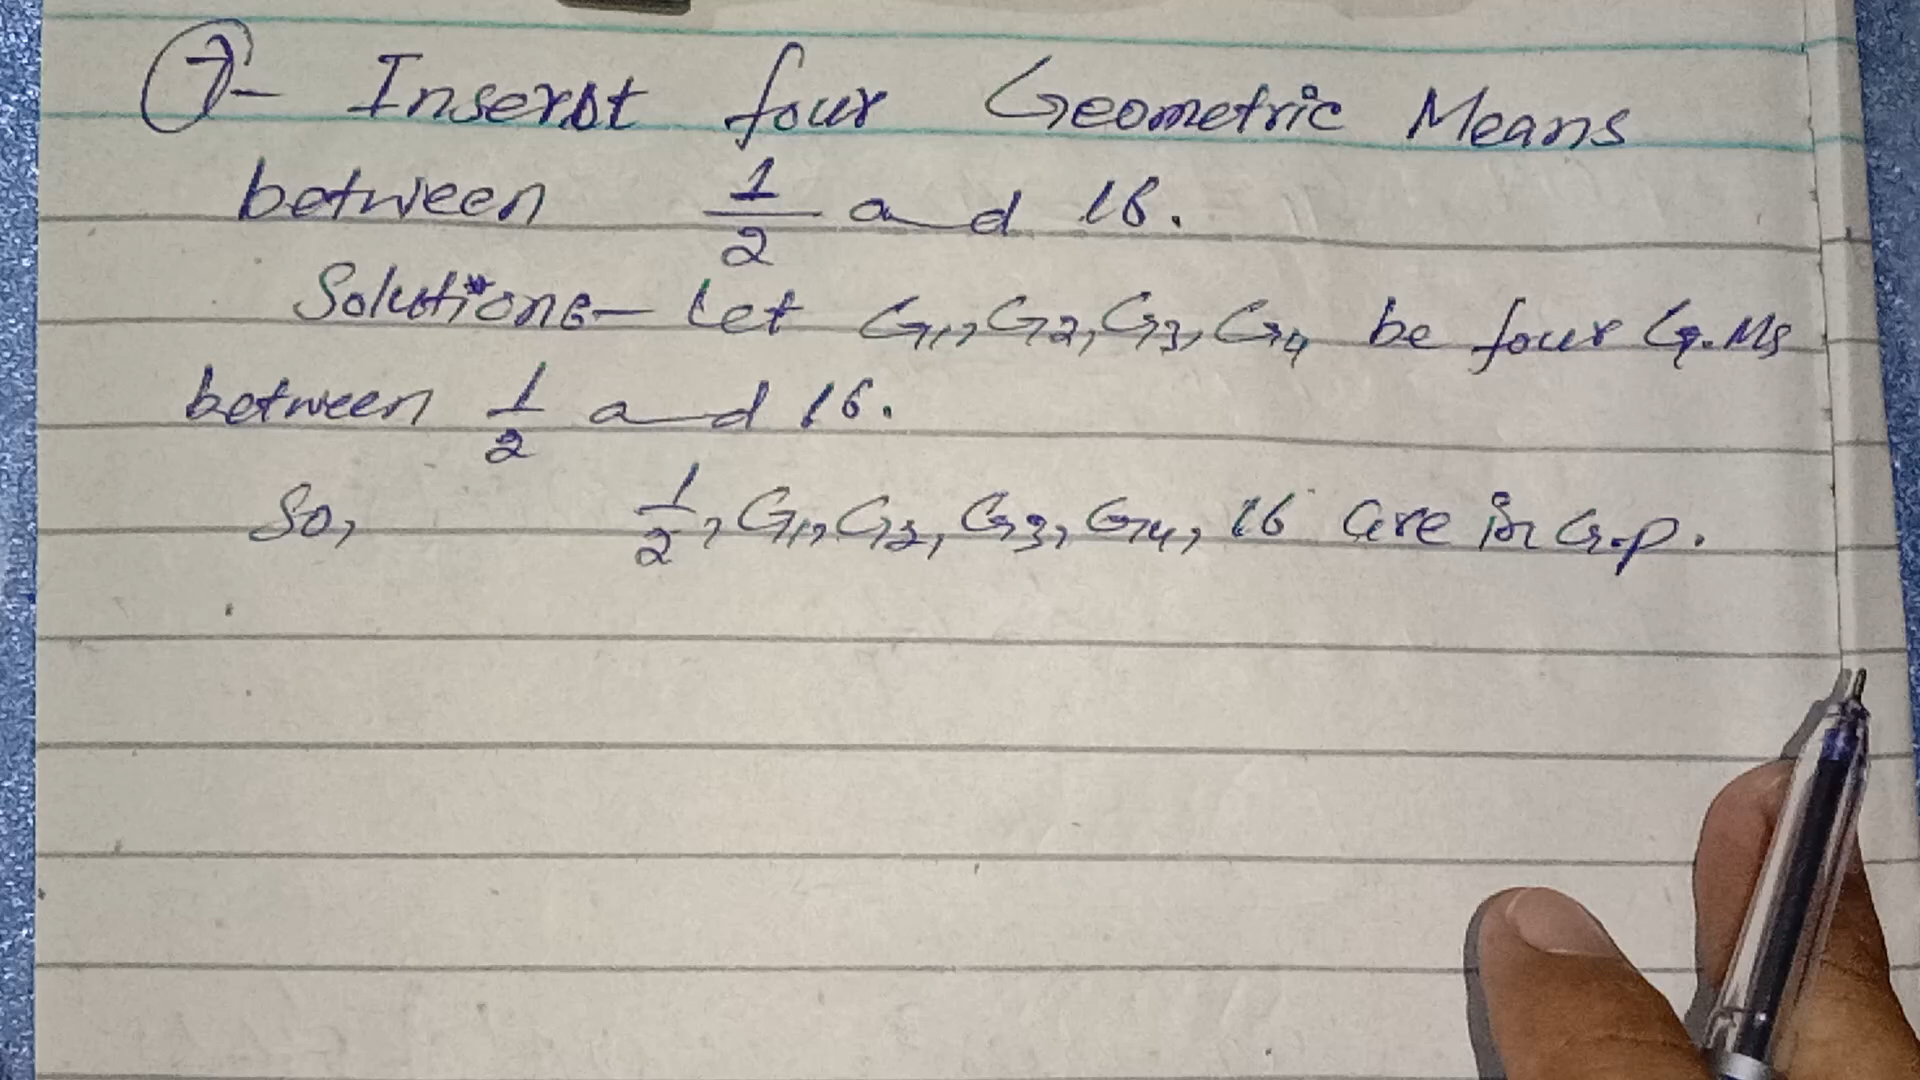 7- Insert four Geometric Means
between 1/2 and 16.
Solution:- Let G1, G2, G3, G4 be four G.Ms
between 1/2 and 16.
So, 1/2, G1, G2, G3, G4, 16 are in G.P.